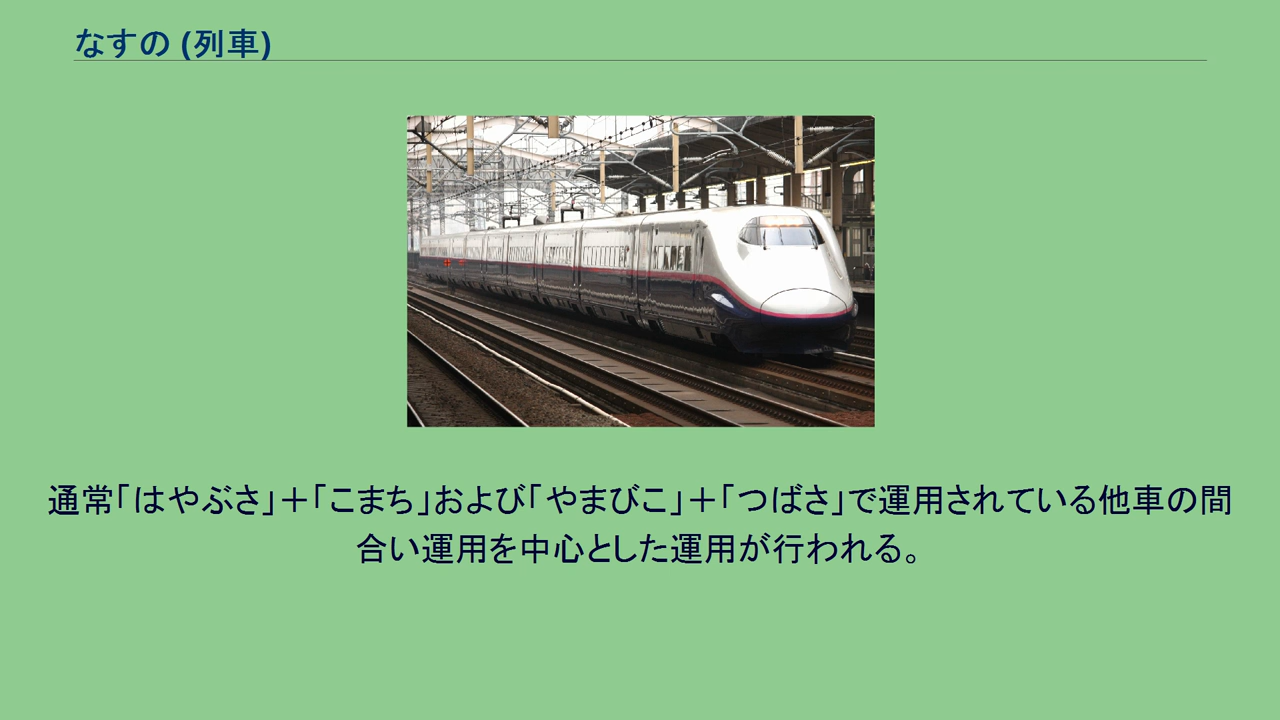 なすの (列車)
通常「はやぶさ」＋「こまち」および「やまびこ」＋「つばさ」で運用されている他車の間
合い運用を中心とした運用が行われる。